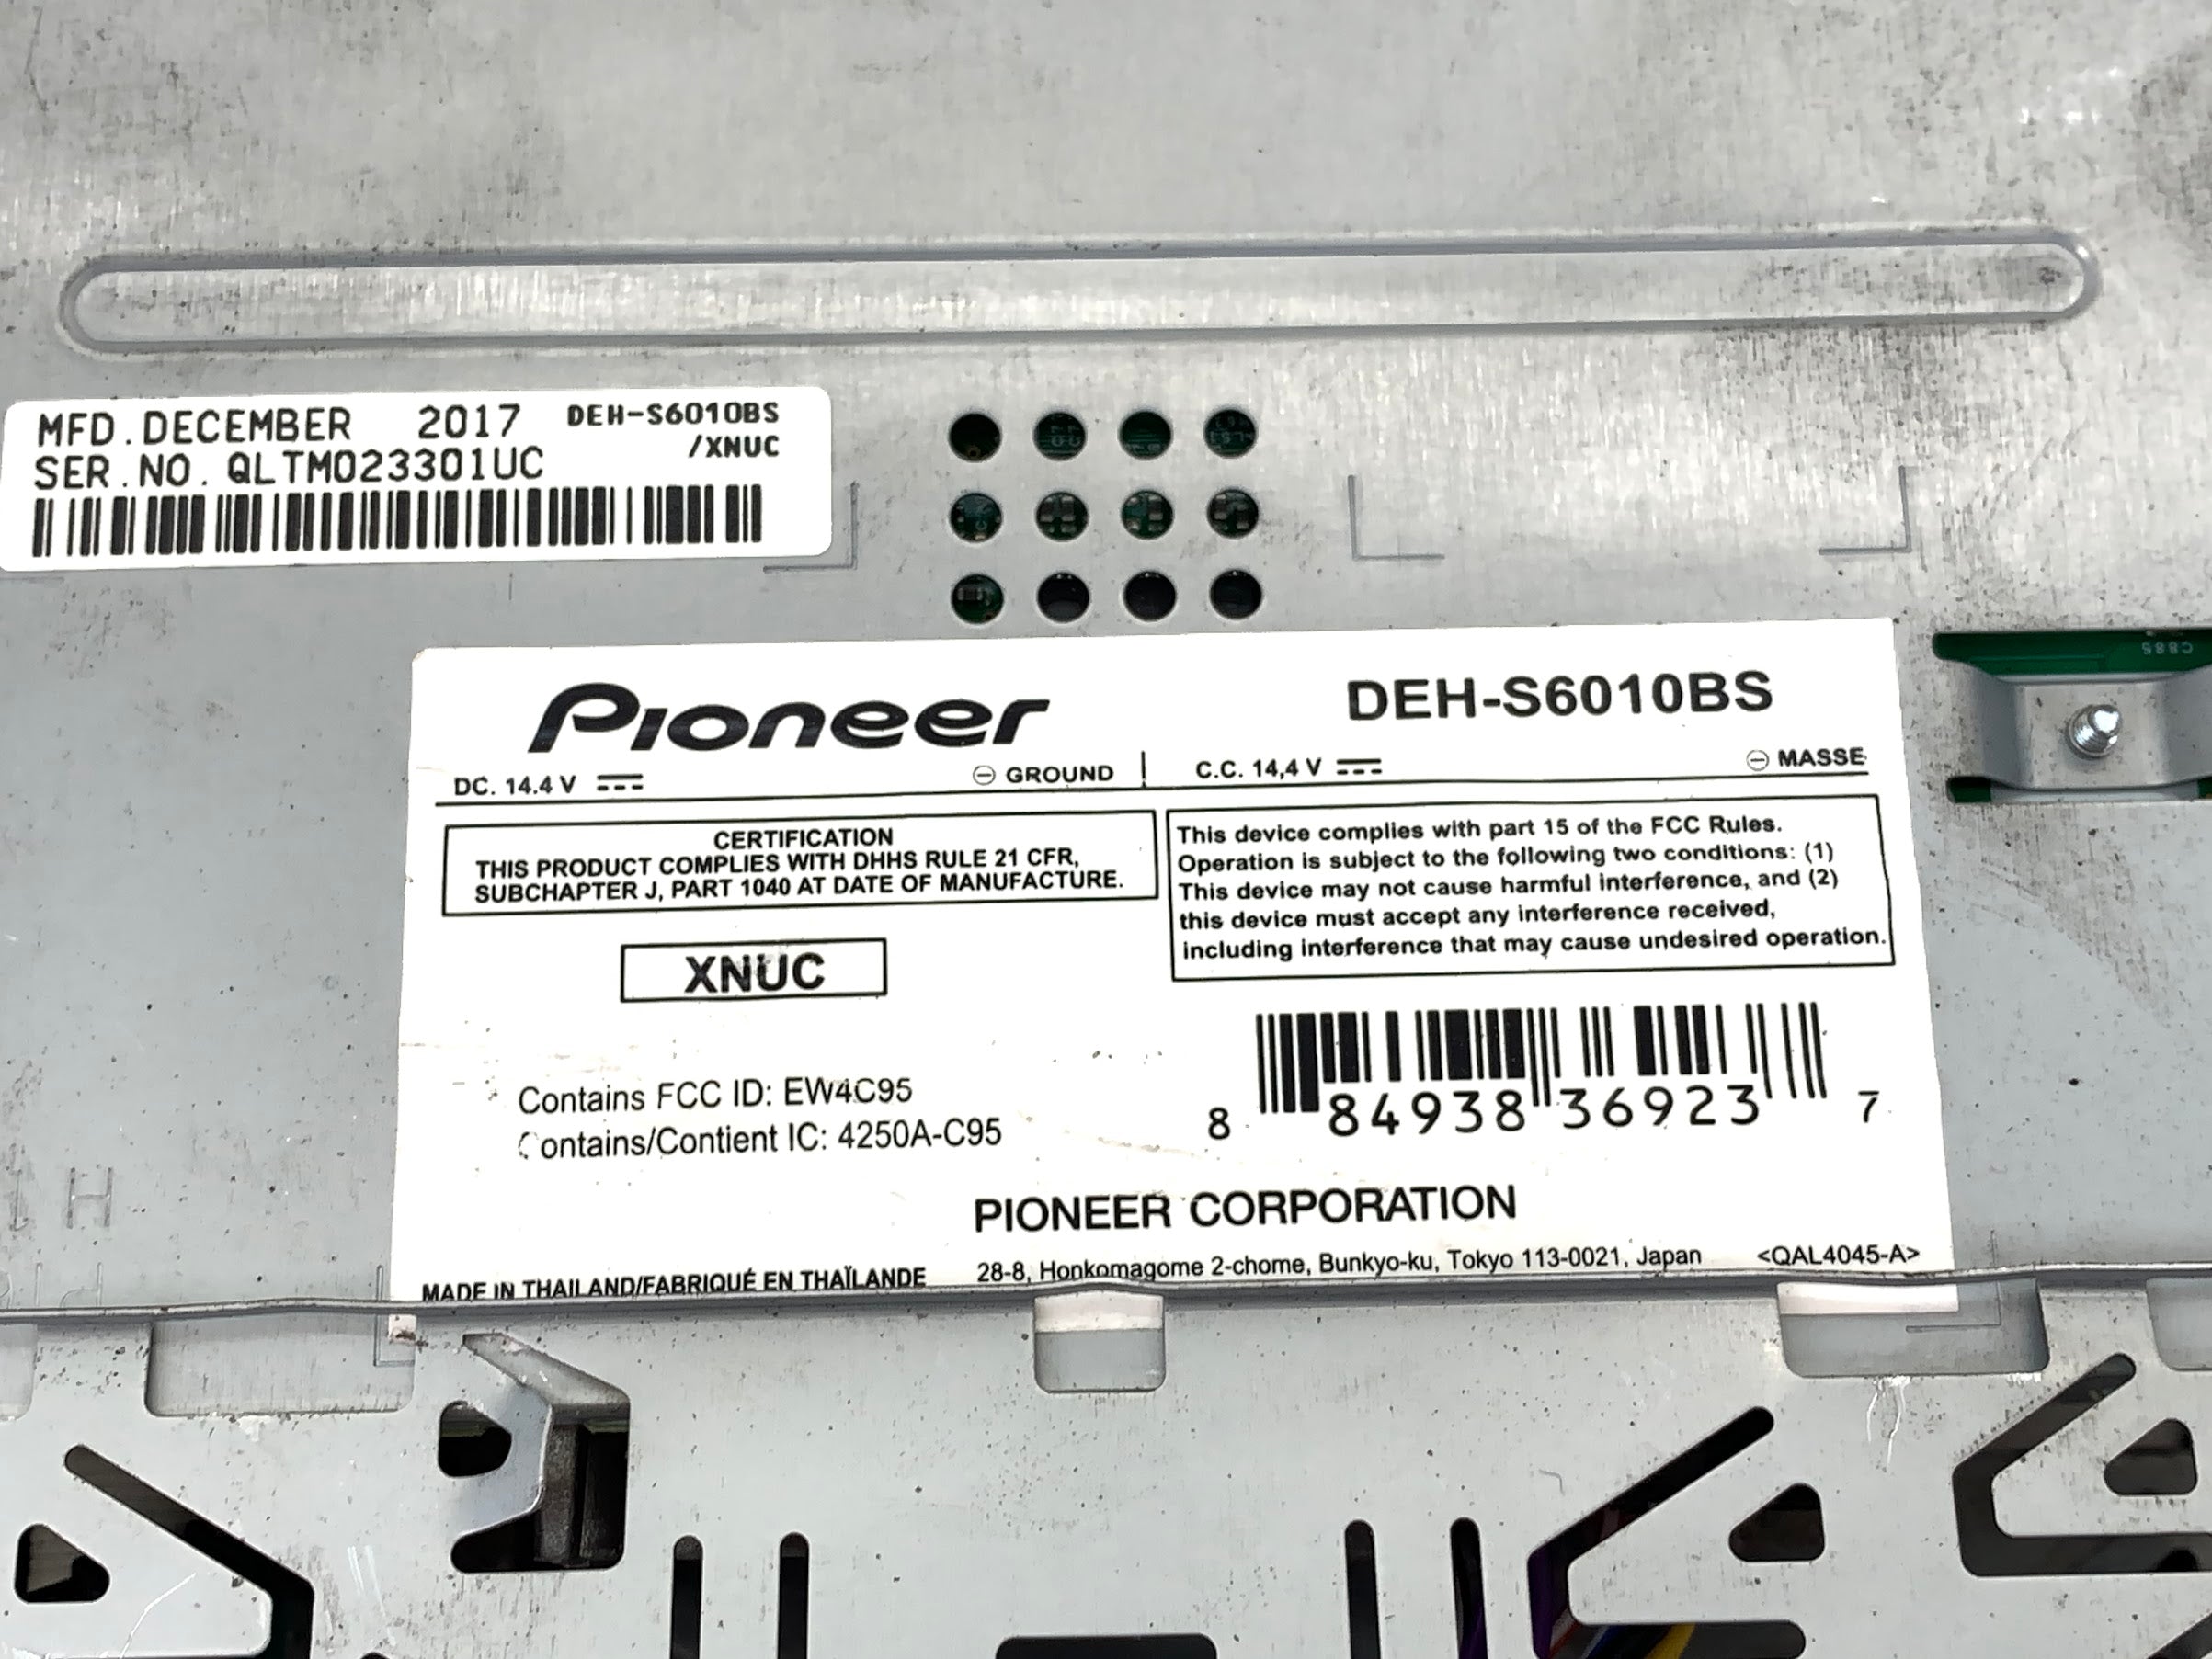 MFD.DECEMBER 2017 DEH-S6010BS
/XNUC
SER.NO. QLTM023301UC
Pioneer DEH-S6010BS
DC. 14.4 V ⊖ GROUND | C.C. 14,4 V ⊖ MASSE
CERTIFICATION
THIS PRODUCT COMPLIES WITH DHHS RULE 21 CFR,
SUBCHAPTER J, PART 1040 AT DATE OF MANUFACTURE.
This device complies with part 15 of the FCC Rules.
Operation is subject to the following two conditions: (1)
This device may not cause harmful interference, and (2)
this device must accept any interference received,
including interference that may cause undesired operation.
XNUC
Contains FCC ID: EW4C95
Contains/Contient IC: 4250A-C95
8 84938 36923 7
PIONEER CORPORATION
MADE IN THAILAND/FABRIQUÉ EN THAÏLANDE
28-8, Honkomagome 2-chome, Bunkyo-ku, Tokyo 113-0021, Japan <QAL4045-A>
C885
H